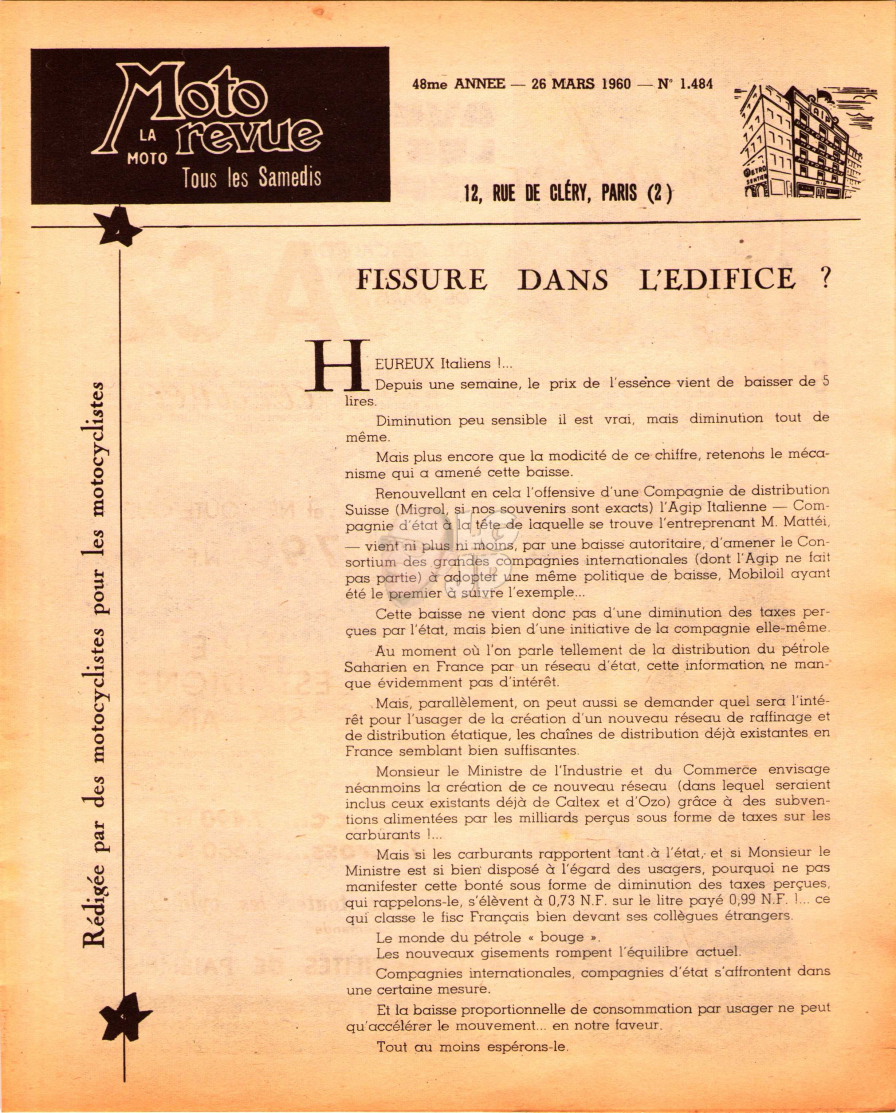 Moto
revue
LA
MOTO
Tous les Samedis
48me ANNEE — 26 MARS 1960 — N° 1.484
METRO
SENTIER
12, RUE DE CLÉRY, PARIS (2)
Rédigée par des motocyclistes pour les motocyclistes
FISSURE DANS L'EDIFICE ?
HEUREUX Italiens !...
Depuis une semaine, le prix de l'essence vient de baisser de 5
lires.
Diminution peu sensible il est vrai, mais diminution tout de
même.
Mais plus encore que la modicité de ce chiffre, retenons le méca-
nisme qui a amené cette baisse.
Renouvellant en cela l'offensive d'une Compagnie de distribution
Suisse (Migrol, si nos souvenirs sont exacts) l'Agip Italienne — Com-
pagnie d'état à la tête de laquelle se trouve l'entreprenant M. Mattéi,
— vient ni plus ni moins, par une baisse autoritaire, d'amener le Con-
sortium des grandes compagnies internationales (dont l'Agip ne fait
pas partie) à adopter une même politique de baisse, Mobiloil ayant
été le premier à suivre l'exemple...
Cette baisse ne vient donc pas d'une diminution des taxes per-
çues par l'état, mais bien d'une initiative de la compagnie elle-même.
Au moment où l'on parle tellement de la distribution du pétrole
Saharien en France par un réseau d'état, cette information ne man-
que évidemment pas d'intérêt.
Mais, parallèlement, on peut aussi se demander quel sera l'inté-
rêt pour l'usager de la création d'un nouveau réseau de raffinage et
de distribution étatique, les chaînes de distribution déjà existantes en
France semblant bien suffisantes.
Monsieur le Ministre de l'Industrie et du Commerce envisage
néanmoins la création de ce nouveau réseau (dans lequel seraient
inclus ceux existants déjà de Caltex et d'Ozo) grâce à des subven-
tions alimentées par les milliards perçus sous forme de taxes sur les
carburants !...
Mais si les carburants rapportent tant à l'état, et si Monsieur le
Ministre est si bien disposé à l'égard des usagers, pourquoi ne pas
manifester cette bonté sous forme de diminution des taxes perçues,
qui rappelons-le, s'élèvent à 0,73 N.F. sur le litre payé 0,99 N.F. !... ce
qui classe le fisc Français bien devant ses collègues étrangers.
Le monde du pétrole « bouge ».
Les nouveaux gisements rompent l'équilibre actuel.
Compagnies internationales, compagnies d'état s'affrontent dans
une certaine mesure.
Et la baisse proportionnelle de consommation par usager ne peut
qu'accélérer le mouvement... en notre faveur.
Tout au moins espérons-le.